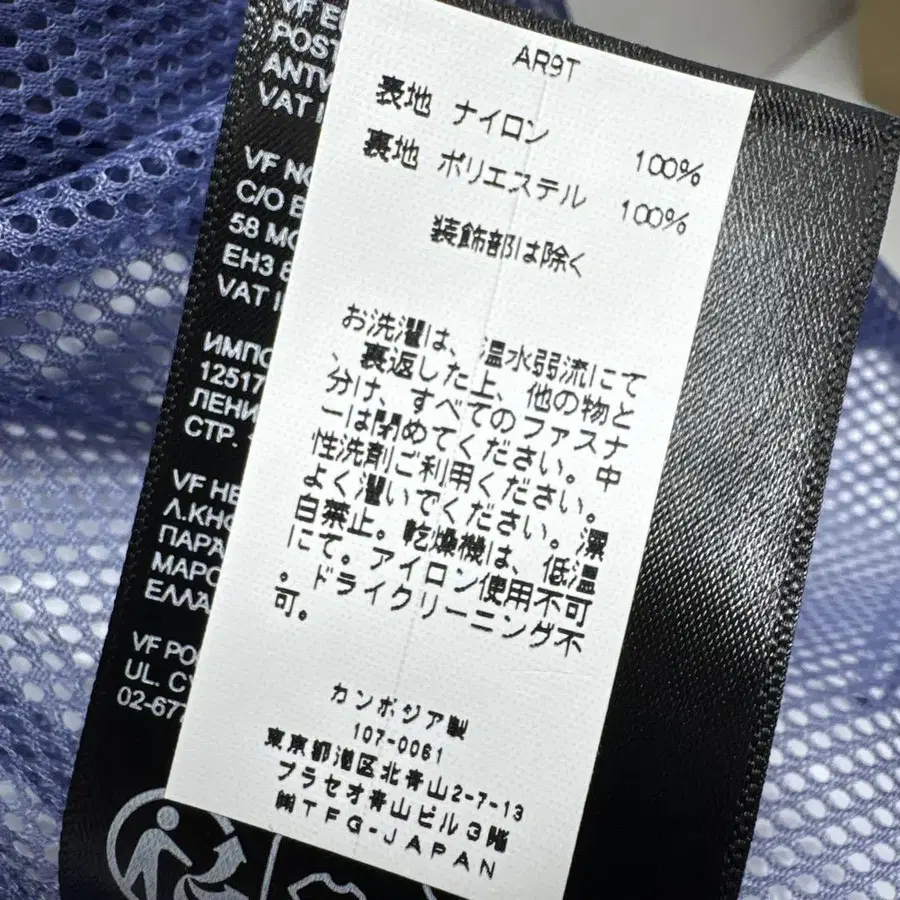 VF E
POST
ANTW
VAT I
VF NO
C/O B
58 MO
EH3 8
VAT I
ИМПО
12517
ЛЕНИ
СТР.
VF HE
Λ.ΚΗΦ
ΠΑΡΑ
ΜΑΡΟ
ΕΛΛΑ
VF PO
UL. CY
02-677
AR9T
表地 ナイロン 100%
裏地 ポリエステル 100%
装飾部は除く
お洗濯は、温水弱流にて
、裏返した上、他の物と
分け、すべてのファスナ
ーは閉めてください。中
性洗剤ご利用ください。
よく濯いでください。漂
白禁止。乾燥機は、低温
にて。アイロン使用不可
。ドライクリーニング不
可。
カンボジア製
107-0061
東京都港区北青山2-7-13
プラセオ青山ビル3階
㈱TFG-JAPAN